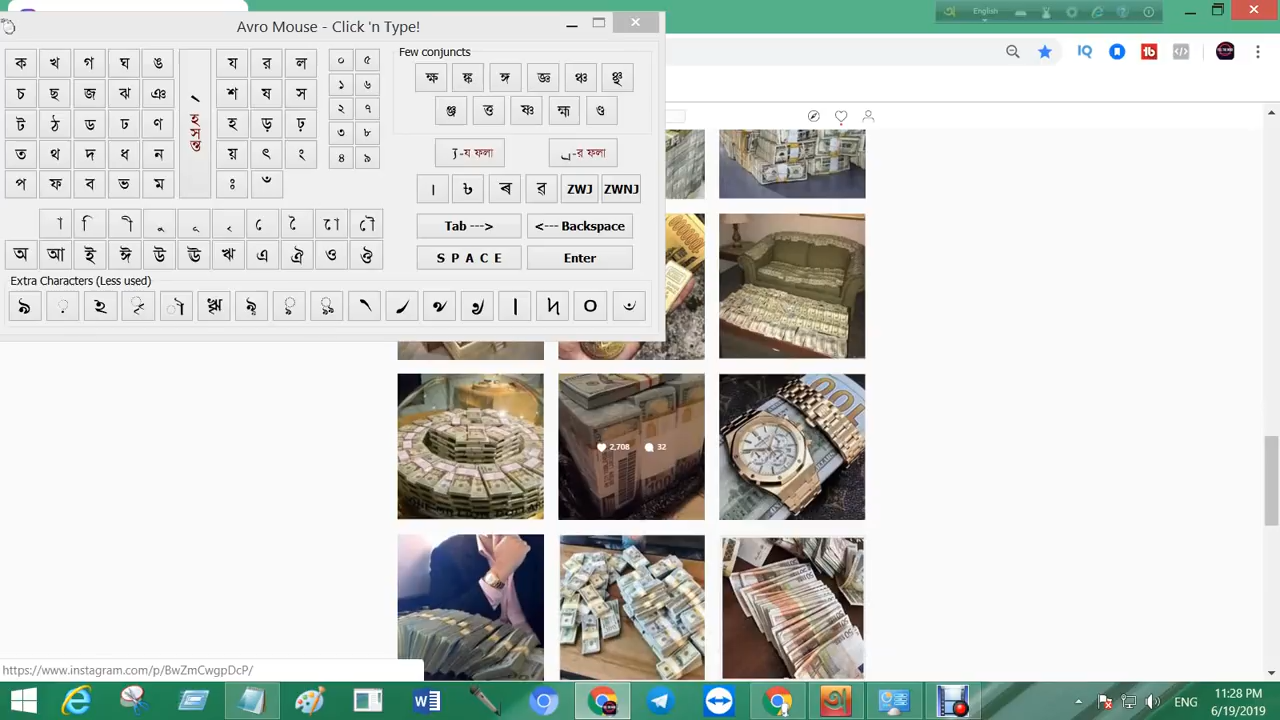 Avro Mouse - Click 'n Type!
English
Few conjuncts
ক খ গ ঘ ঙ য র ল ০ ৫ ক্ষ ঙ্ক ঙ্গ জ্ঞ ঞ্চ ঞ্ছ
চ ছ জ ঝ ঞ শ ষ স ১ ৬ ঞ্জ ত্ত ষ্ণ হ্ম ণ্ড
ট ঠ ড ঢ ণ হ ড় ঢ় ২ ৭
হসন্ত
ত থ দ ধ ন য় ৎ ং ৩ ৮ য-ফলা র-ফলা
প ফ ব ভ ম ঃ ঁ ৪ ৯ । ৳ ৰ ৱ ZWJ ZWNJ
া ি ী ু ূ ৃ ে ৈ ো ৌ Tab ---> <--- Backspace
অ আ ই ঈ উ ঊ ঋ এ ঐ ও ঔ S P A C E Enter
Extra Characters (Less used)
2,708 32
https://www.instagram.com/p/BwZmCwgpDcP/
ENG
11:28 PM
6/19/2019